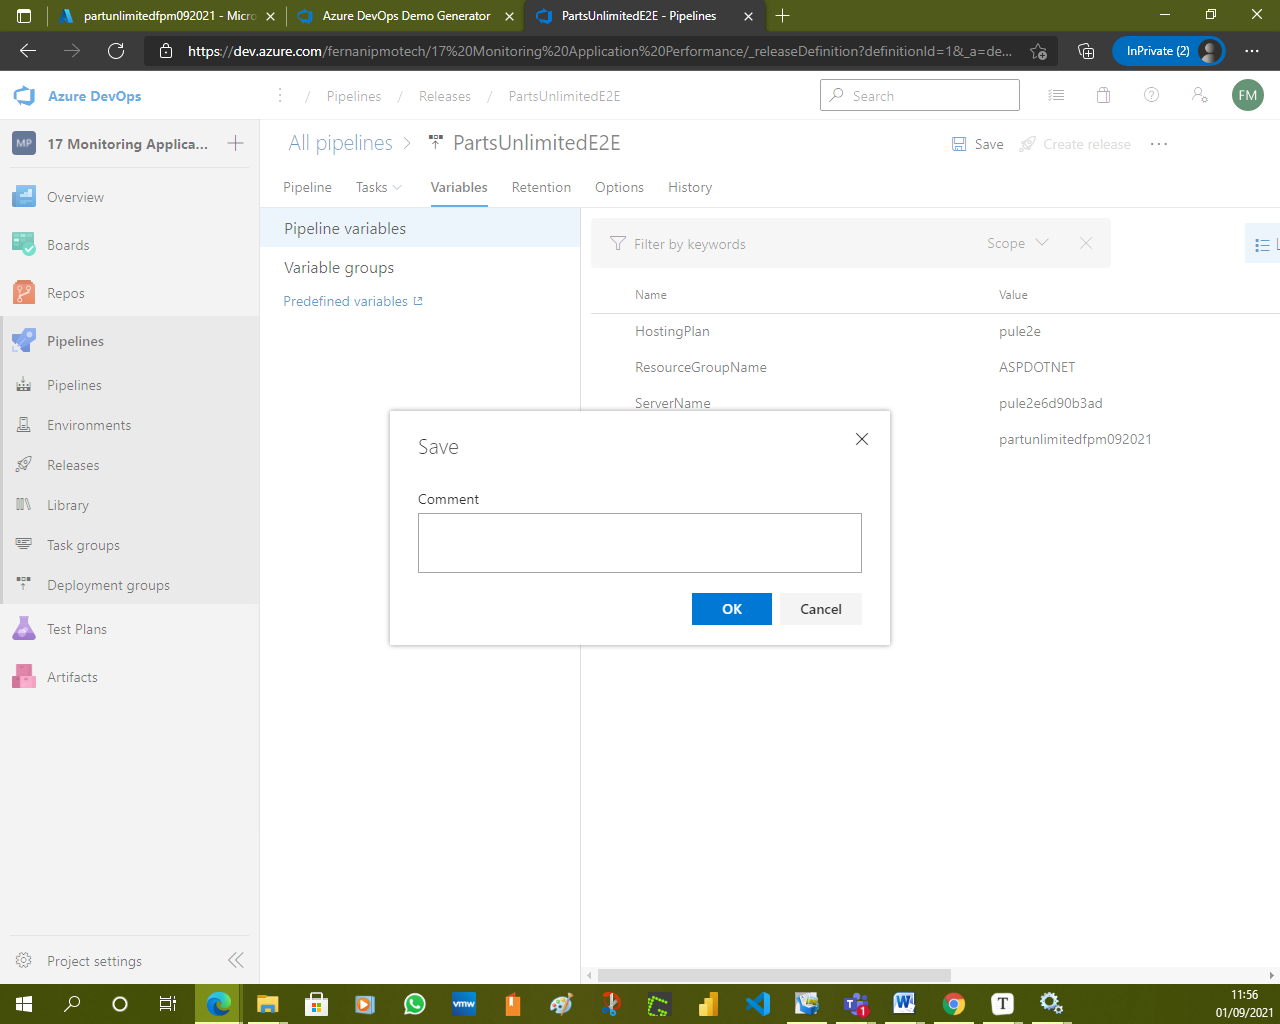 partunlimitedfpm092021 - Micro
Azure DevOps Demo Generator
PartsUnlimitedE2E - Pipelines
https://dev.azure.com/fernanipmotech/17%20Monitoring%20Application%20Performance/_releaseDefinition?definitionId=1&_a=de...
InPrivate (2)
Azure DevOps
/ Pipelines / Releases / PartsUnlimitedE2E
Search
FM
MP
17 Monitoring Applica...
All pipelines
PartsUnlimitedE2E
Save
Create release
Pipeline
Tasks
Variables
Retention
Options
History
Overview
Boards
Repos
Pipelines
Pipelines
Environments
Releases
Library
Task groups
Deployment groups
Test Plans
Artifacts
Project settings
Pipeline variables
Variable groups
Predefined variables
Filter by keywords
Scope
L
Name
Value
HostingPlan
pule2e
ResourceGroupName
ASPDOTNET
ServerName
pule2e6d90b3ad
partunlimitedfpm092021
Save
Comment
OK
Cancel
vmw
1
T
11:56
01/09/2021